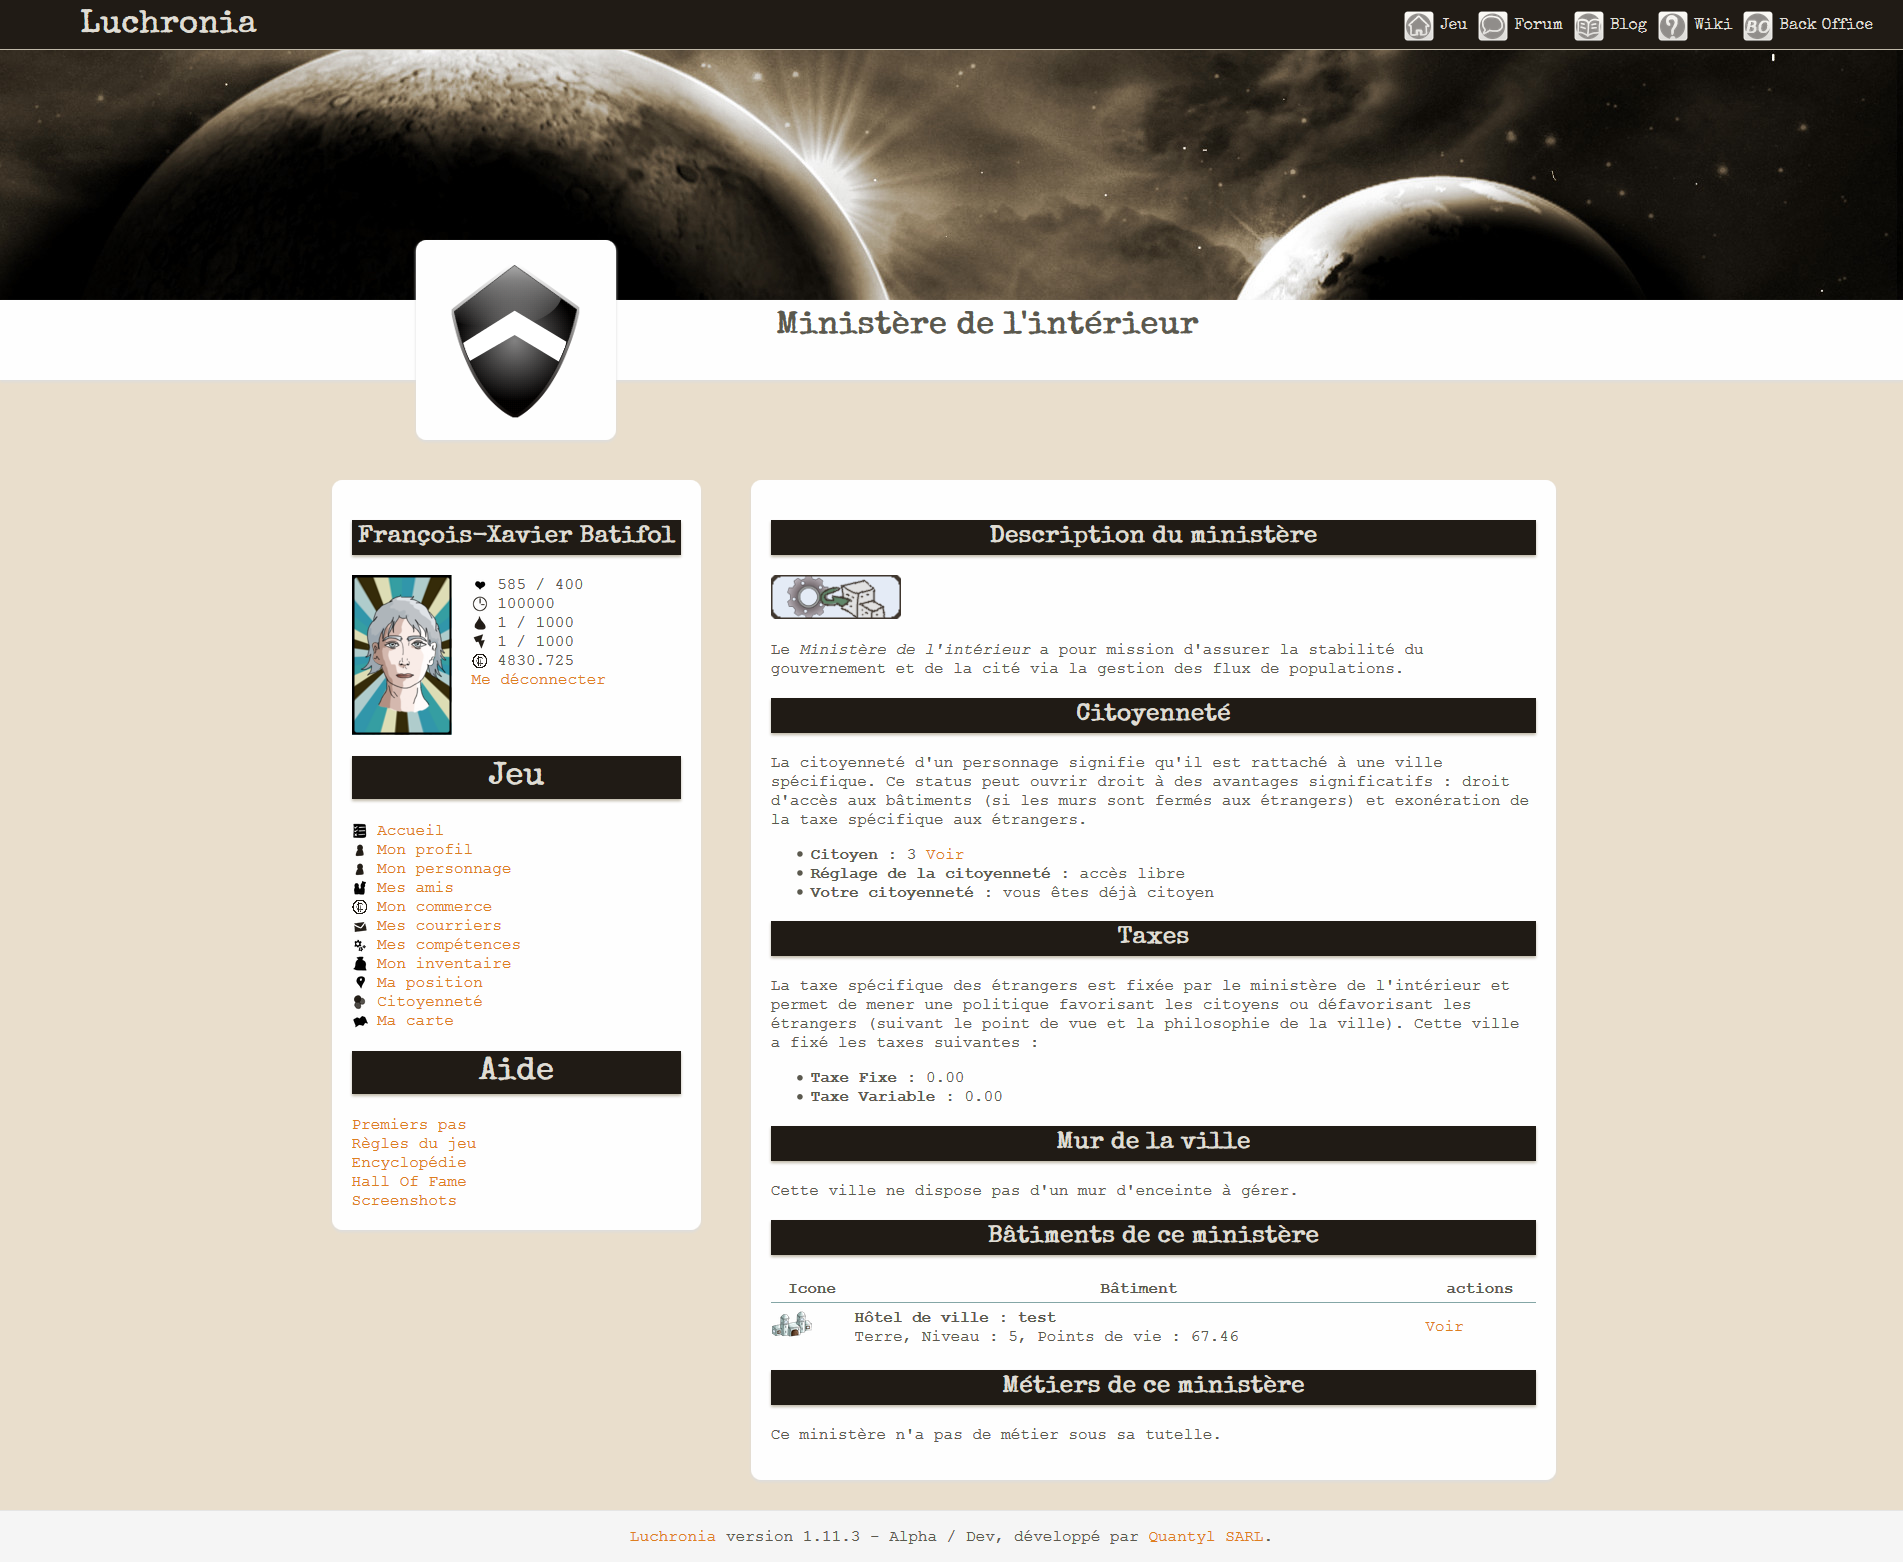 Luchronia
Jeu Forum Blog Wiki BO Back Office
Ministère de l'intérieur
François-Xavier Batifol
585 / 400
100000
1 / 1000
1 / 1000
4830.725
Me déconnecter
Jeu
Accueil
Mon profil
Mon personnage
Mes amis
Mon commerce
Mes courriers
Mes compétences
Mon inventaire
Ma position
Citoyenneté
Ma carte
Aide
Premiers pas
Règles du jeu
Encyclopédie
Hall Of Fame
Screenshots
Description du ministère
Le Ministère de l'intérieur a pour mission d'assurer la stabilité du
gouvernement et de la cité via la gestion des flux de populations.
Citoyenneté
La citoyenneté d'un personnage signifie qu'il est rattaché à une ville
spécifique. Ce status peut ouvrir droit à des avantages significatifs : droit
d'accès aux bâtiments (si les murs sont fermés aux étrangers) et exonération de
la taxe spécifique aux étrangers.
• Citoyen : 3 Voir
• Réglage de la citoyenneté : accès libre
• Votre citoyenneté : vous êtes déjà citoyen
Taxes
La taxe spécifique des étrangers est fixée par le ministère de l'intérieur et
permet de mener une politique favorisant les citoyens ou défavorisant les
étrangers (suivant le point de vue et la philosophie de la ville). Cette ville
a fixé les taxes suivantes :
• Taxe Fixe : 0.00
• Taxe Variable : 0.00
Mur de la ville
Cette ville ne dispose pas d'un mur d'enceinte à gérer.
Bâtiments de ce ministère
Icone Bâtiment actions
Hôtel de ville : test
Terre, Niveau : 5, Points de vie : 67.46
Voir
Métiers de ce ministère
Ce ministère n'a pas de métier sous sa tutelle.
Luchronia version 1.11.3 - Alpha / Dev, développé par Quantyl SARL.